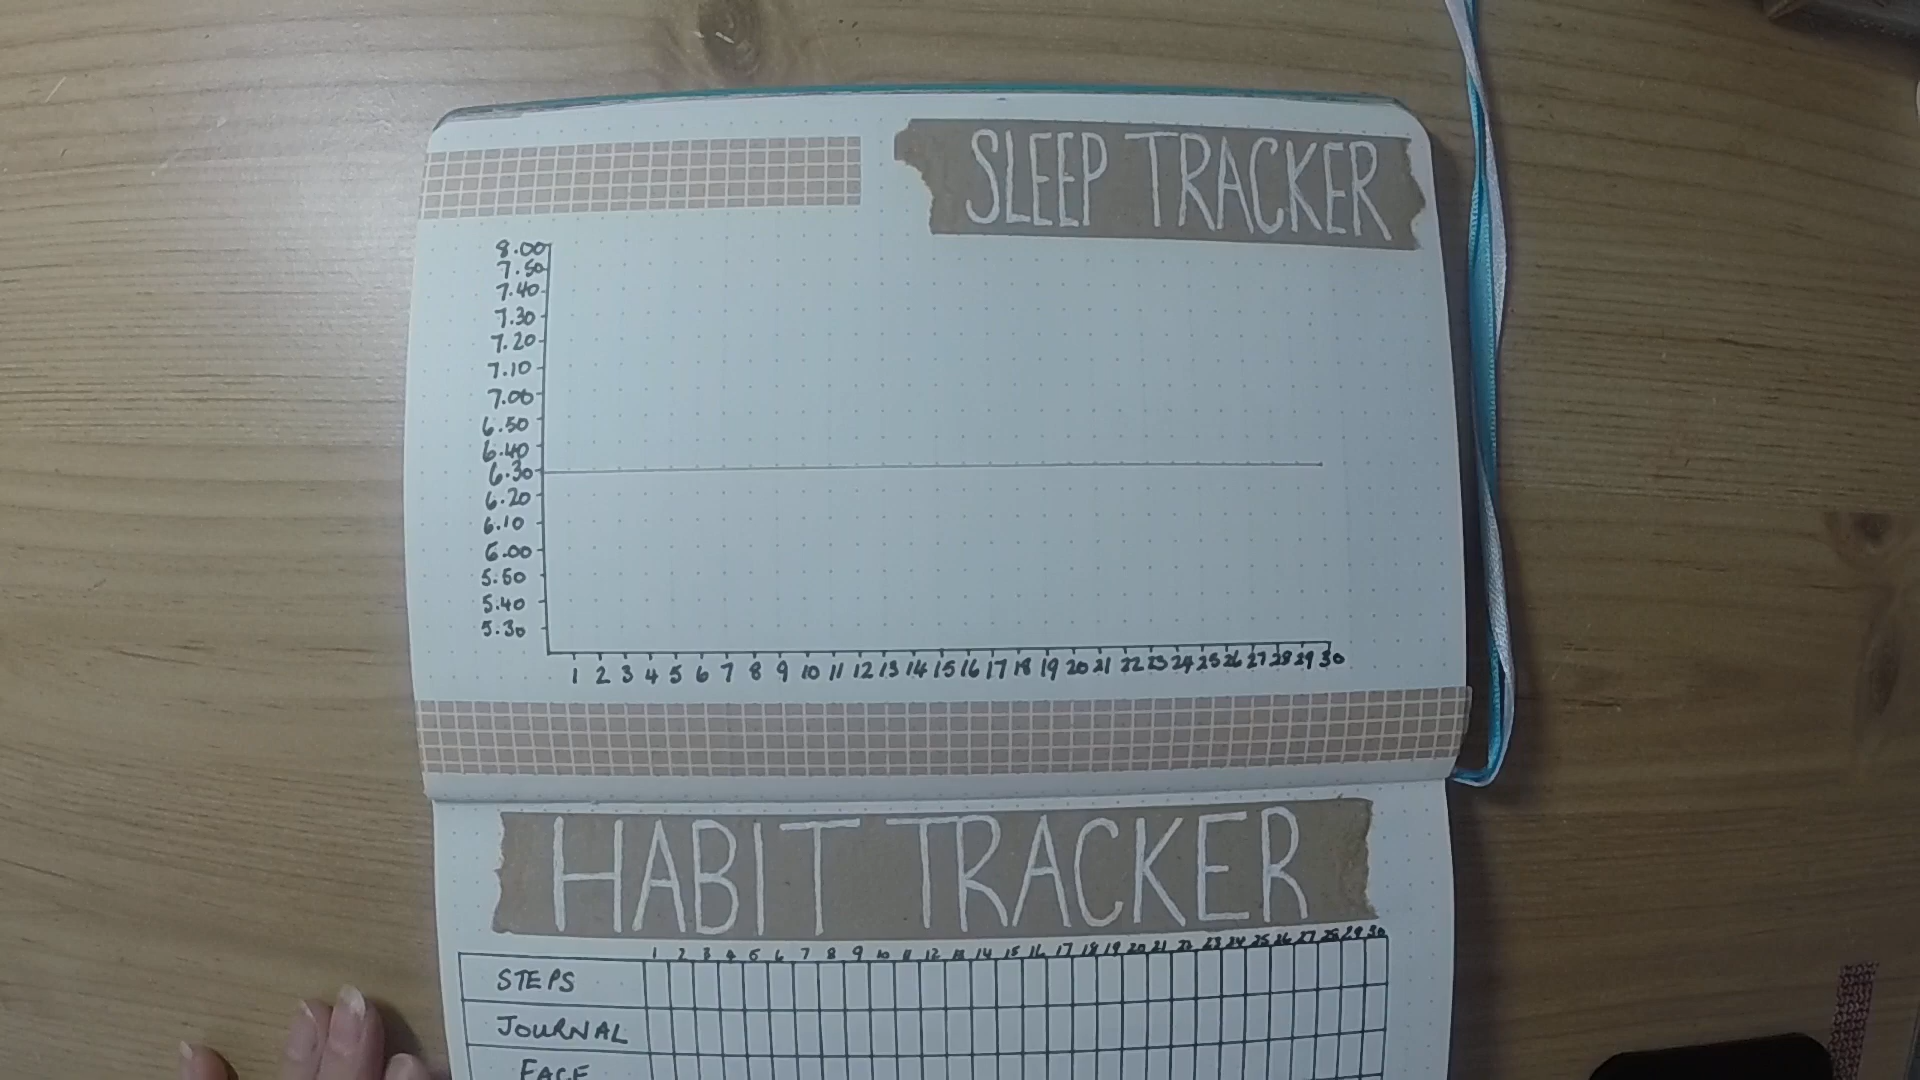 SLEEP TRACKER
8.00
7.50
7.40
7.30
7.20
7.10
7.00
6.50
6.40
6.30
6.20
6.10
6.00
5.50
5.40
5.30
1 2 3 4 5 6 7 8 9 10 11 12 13 14 15 16 17 18 19 20 21 22 23 24 25 26 27 28 29 30
HABIT TRACKER
1 2 3 4 5 6 7 8 9 10 11 12 13 14 15 16 17 18 19 20 21 22 23 24 25 26 27 28 29 30
STEPS
JOURNAL
FACE